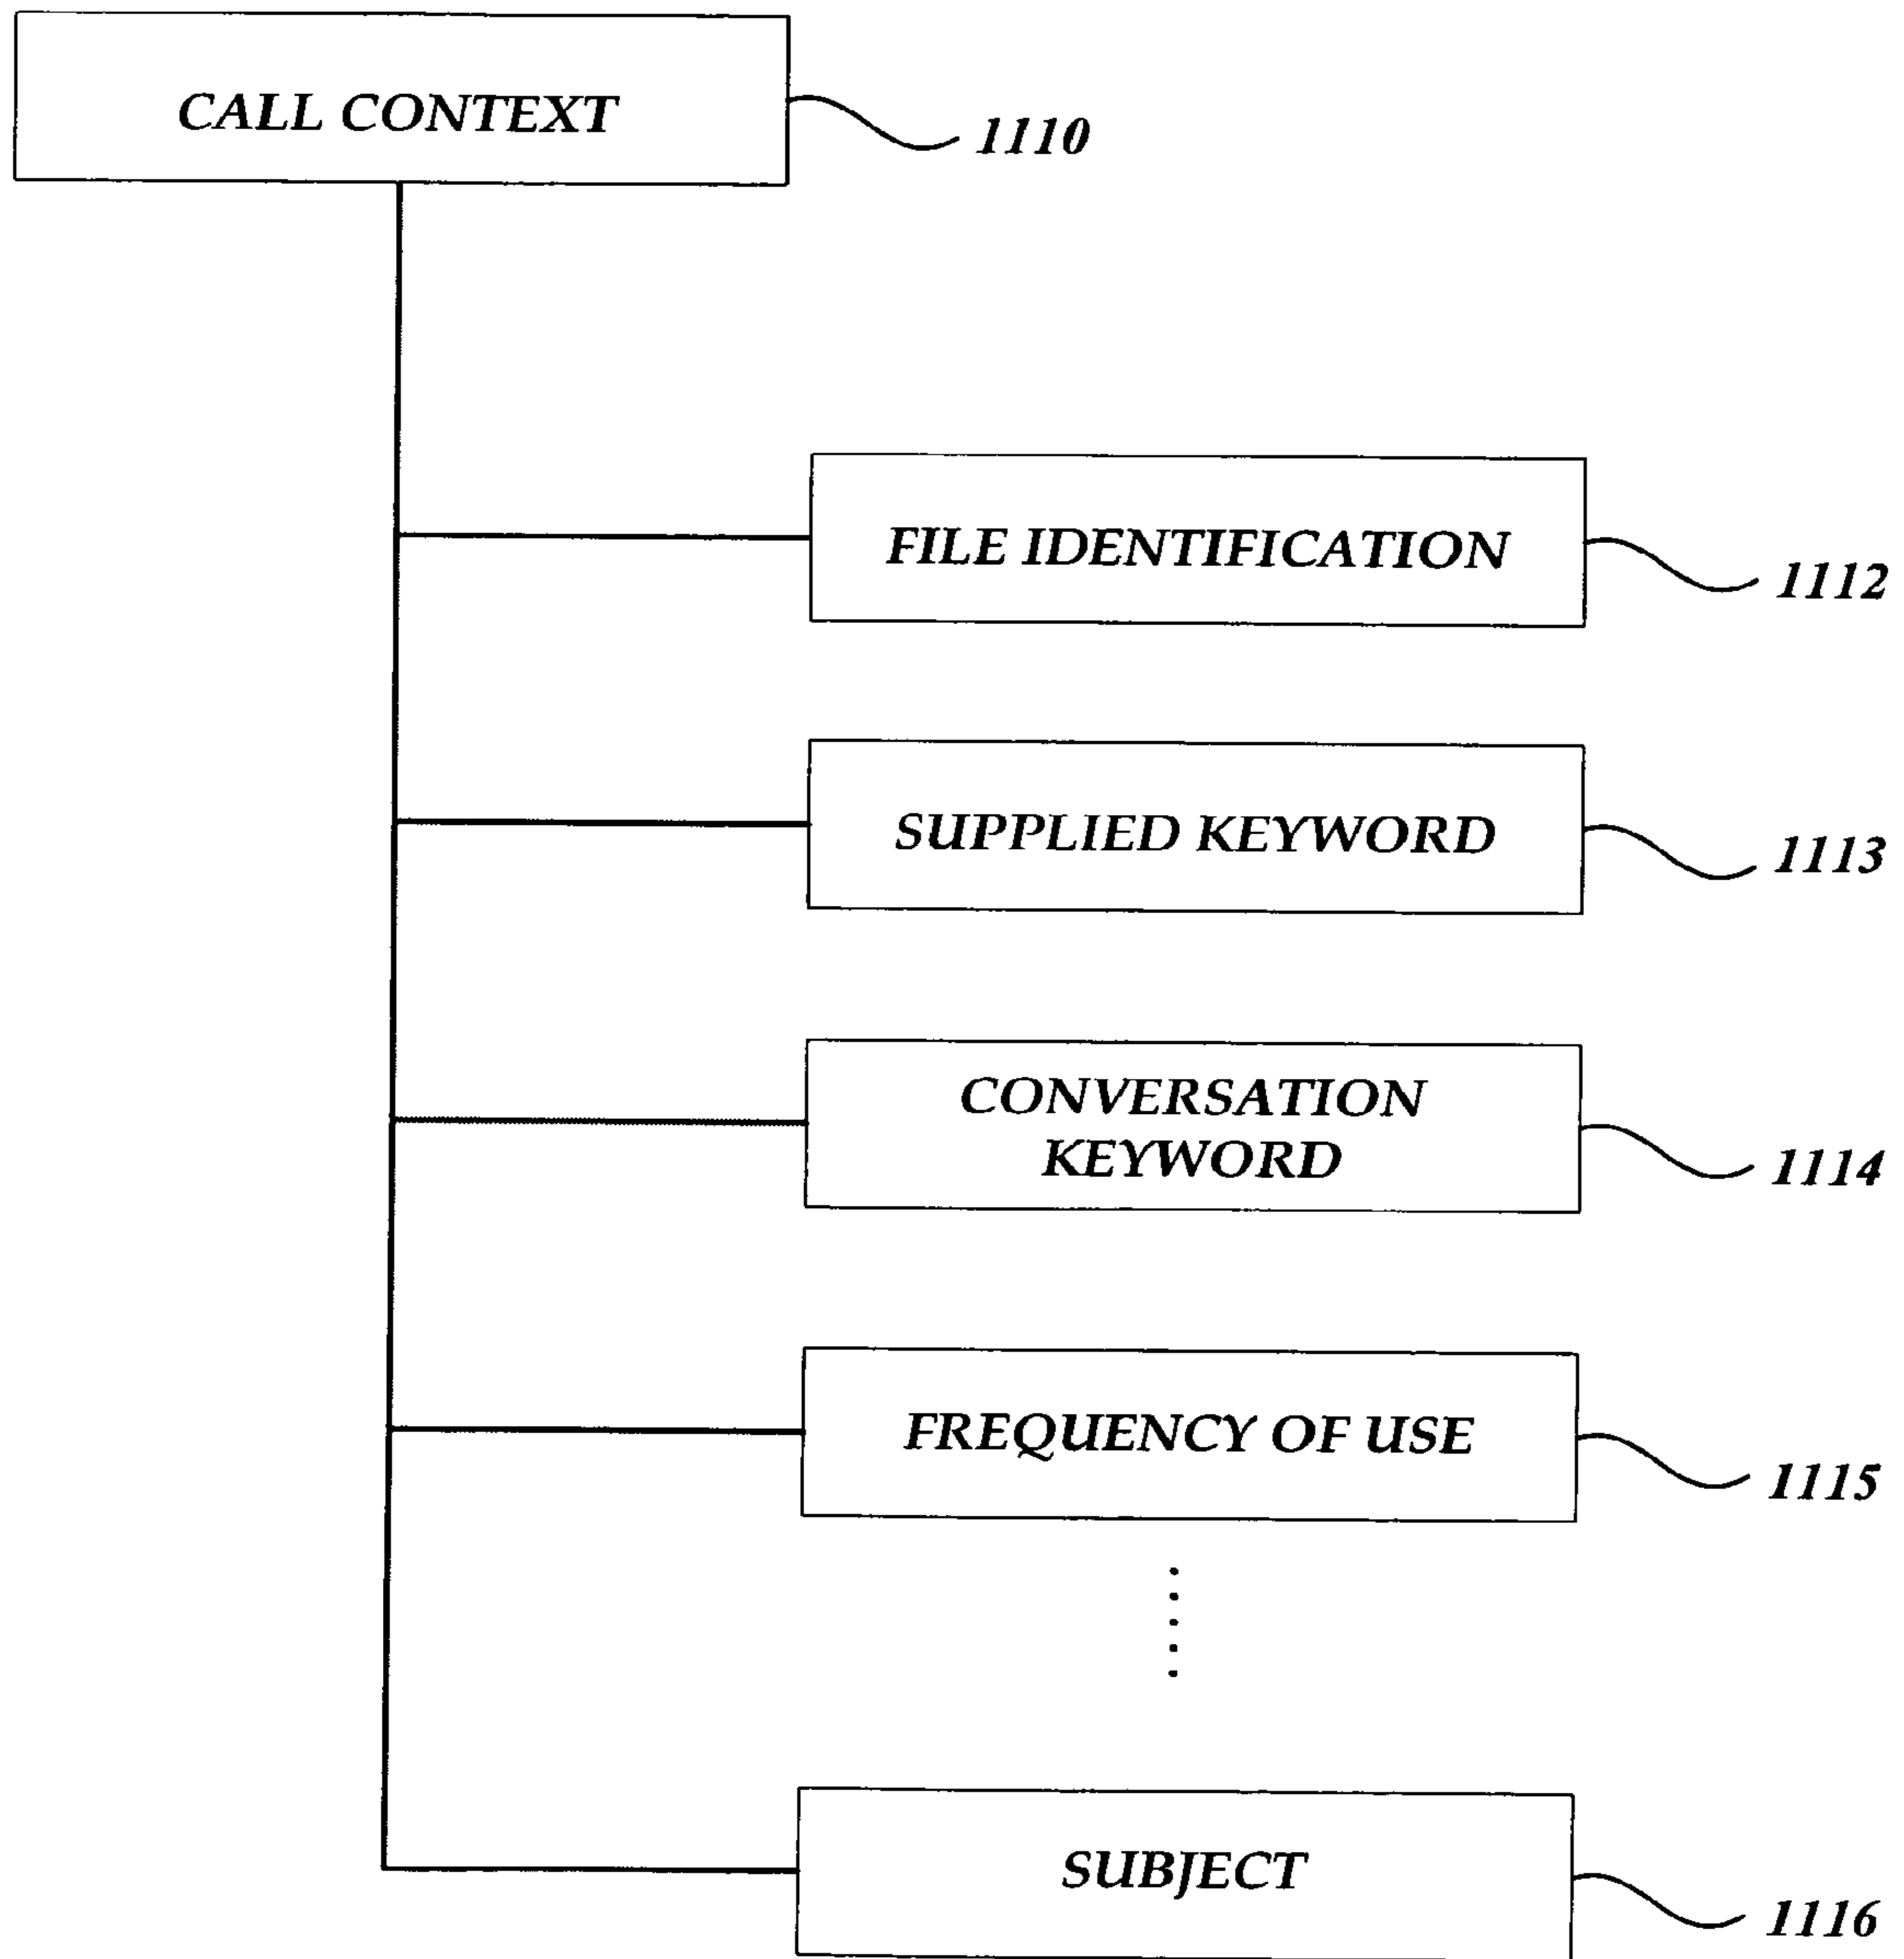 CALL CONTEXT
1110
FILE IDENTIFICATION
1112
SUPPLIED KEYWORD
1113
CONVERSATION
KEYWORD
1114
FREQUENCY OF USE
1115
SUBJECT
1116